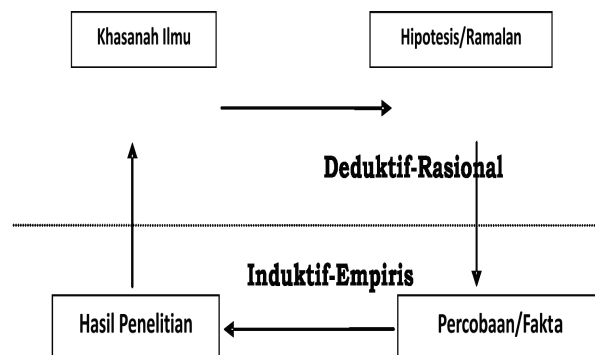 Khasanah Ilmu
Hipotesis/Ramalan
Deduktif-Rasional
Induktif-Empiris
Hasil Penelitian
Percobaan/Fakta